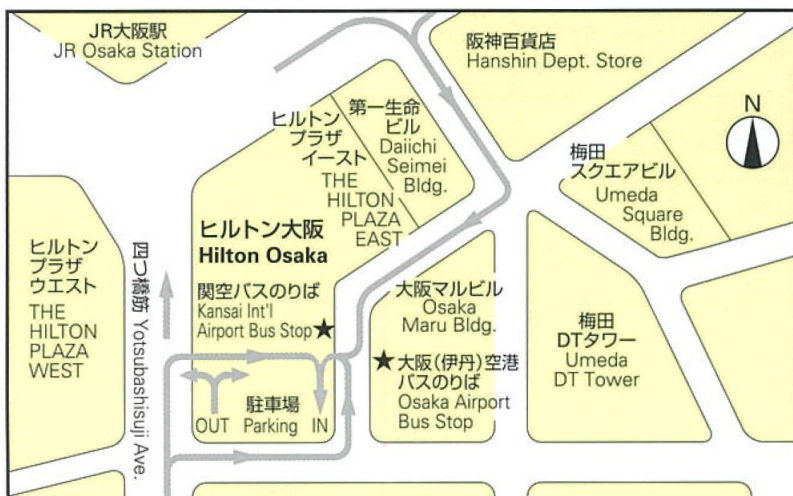 JR大阪駅
JR Osaka Station
阪神百貨店
Hanshin Dept. Store
N
ヒルトン
プラザ
イースト
THE
HILTON
PLAZA
EAST
第一生命
ビル
Daiichi
Seimei
Bldg.
梅田
スクエアビル
Umeda
Square
Bldg.
ヒルトン大阪
Hilton Osaka
ヒルトン
プラザ
ウエスト
THE
HILTON
PLAZA
WEST
四つ橋筋 Yotsubashisuji Ave.
関空バスのりば
Kansai Int'l
Airport Bus Stop★
大阪マルビル
Osaka
Maru Bldg.
★大阪(伊丹)空港
バスのりば
Osaka Airport
Bus Stop
梅田
DTタワー
Umeda
DT Tower
駐車場
OUT Parking IN